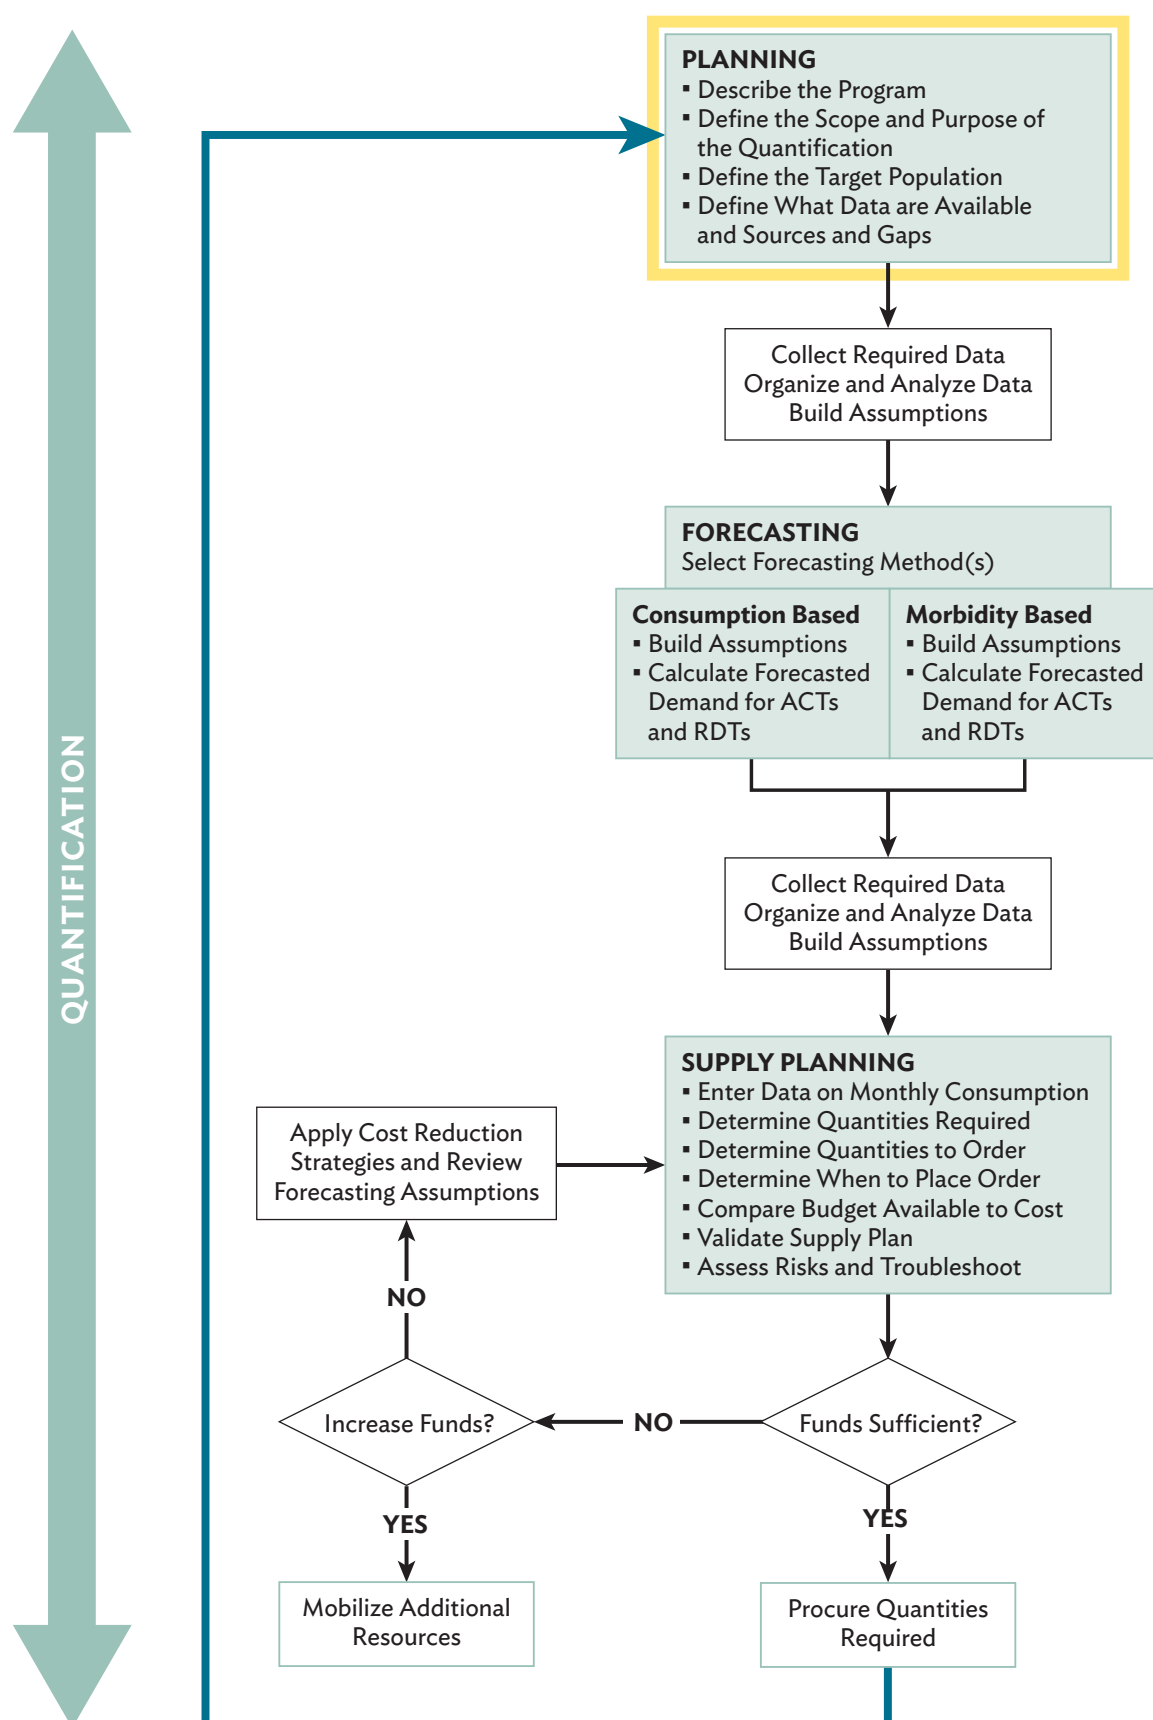 QUANTIFICATION
PLANNING
▪ Describe the Program
▪ Define the Scope and Purpose of
the Quantification
▪ Define the Target Population
▪ Define What Data are Available
and Sources and Gaps
Collect Required Data
Organize and Analyze Data
Build Assumptions
FORECASTING
Select Forecasting Method(s)
Consumption Based
▪ Build Assumptions
▪ Calculate Forecasted
Demand for ACTs
and RDTs
Morbidity Based
▪ Build Assumptions
▪ Calculate Forecasted
Demand for ACTs
and RDTs
Collect Required Data
Organize and Analyze Data
Build Assumptions
SUPPLY PLANNING
▪ Enter Data on Monthly Consumption
▪ Determine Quantities Required
▪ Determine Quantities to Order
▪ Determine When to Place Order
▪ Compare Budget Available to Cost
▪ Validate Supply Plan
▪ Assess Risks and Troubleshoot
Apply Cost Reduction
Strategies and Review
Forecasting Assumptions
NO
Increase Funds?
NO
Funds Sufficient?
YES
YES
Mobilize Additional
Resources
Procure Quantities
Required